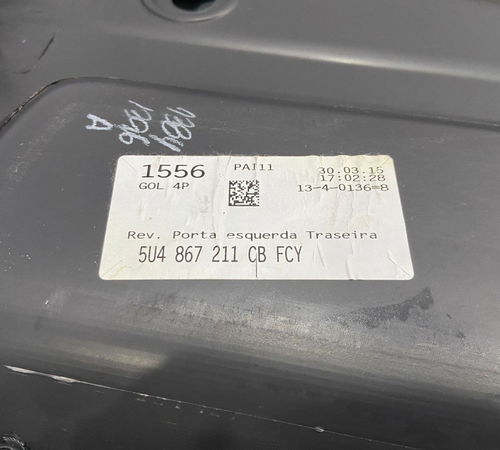 1556 PAI11 30.03.15
GOL 4P 17:02:28
13-4-0136=8
Rev. Porta esquerda Traseira
5U4 867 211 CB FCY